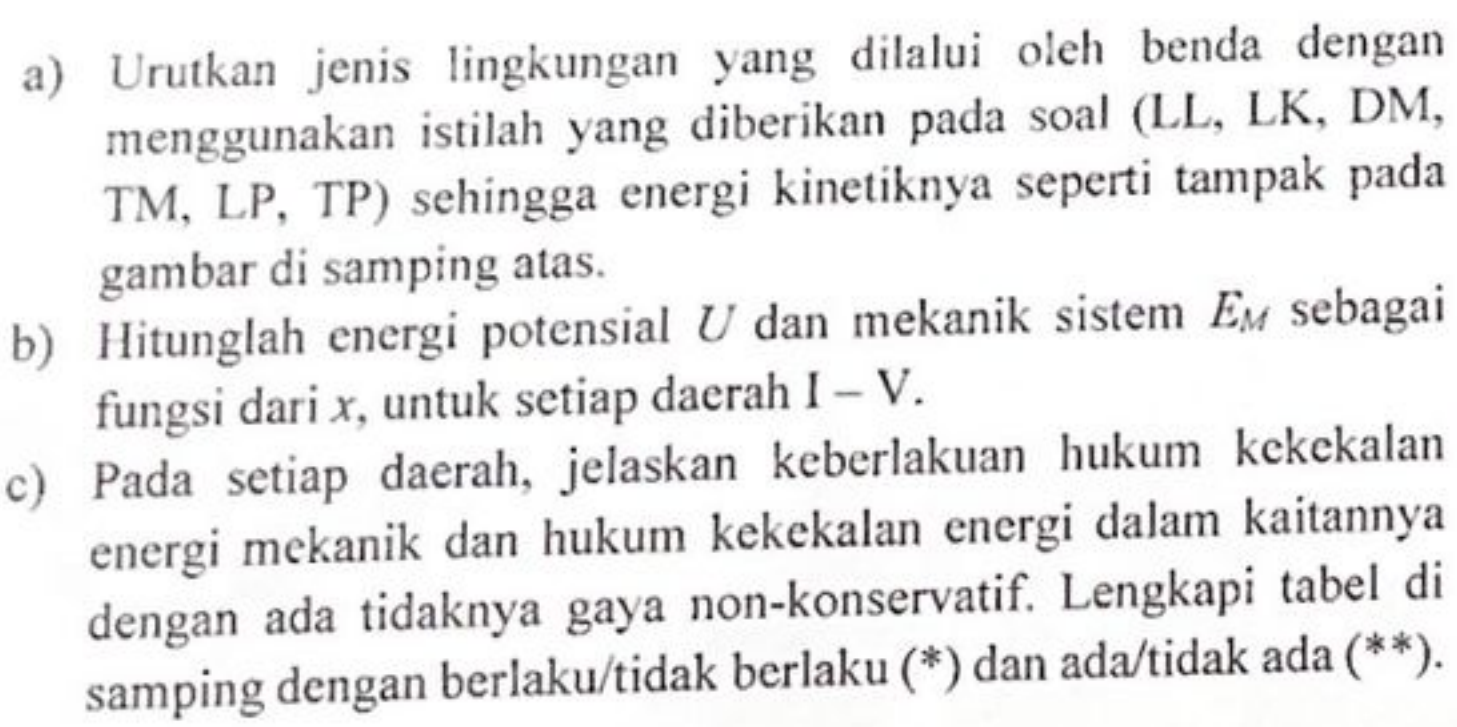 a) Urutkan jenis lingkungan yang dilalui oleh benda dengan
menggunakan istilah yang diberikan pada soal (LL, LK, DM,
TM, LP, TP) sehingga energi kinetiknya seperti tampak pada
gambar di samping atas.
b) Hitunglah energi potensial U dan mekanik sistem E_M sebagai
fungsi dari x, untuk setiap daerah I – V.
c) Pada setiap daerah, jelaskan keberlakuan hukum kekekalan
energi mekanik dan hukum kekekalan energi dalam kaitannya
dengan ada tidaknya gaya non-konservatif. Lengkapi tabel di
samping dengan berlaku/tidak berlaku (*) dan ada/tidak ada (**).